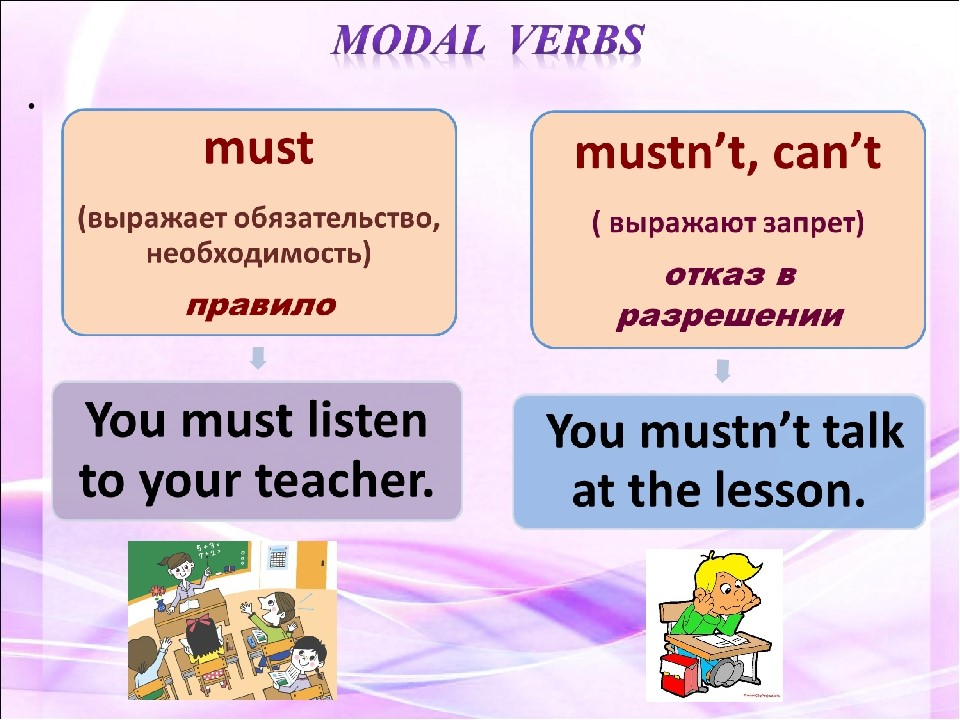 MODAL VERBS
•
must
(выражает обязательство,
необходимость)
правило
You must listen
to your teacher.
mustn’t, can’t
( выражают запрет)
отказ в
разрешении
You mustn’t talk
at the lesson.